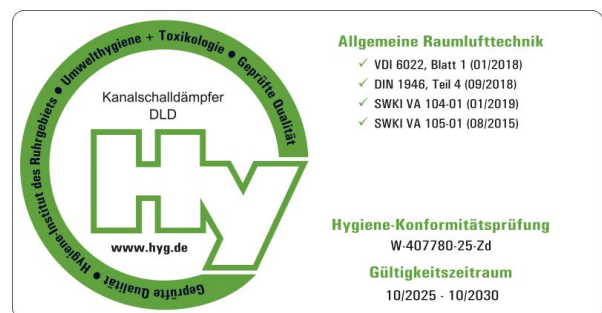 Hygiene-Institut des Ruhrgebiets • Umwelthygiene + Toxikologie • Geprüfte Qualität
Kanalschalldämpfer
DLD
Hy
www.hyg.de
Geprüfte Qualität •
Allgemeine Raumlufttechnik
✓ VDI 6022, Blatt 1 (01/2018)
✓ DIN 1946, Teil 4 (09/2018)
✓ SWKI VA 104-01 (01/2019)
✓ SWKI VA 105-01 (08/2015)
Hygiene-Konformitätsprüfung
W-407780-25-Zd
Gültigkeitszeitraum
10/2025 - 10/2030